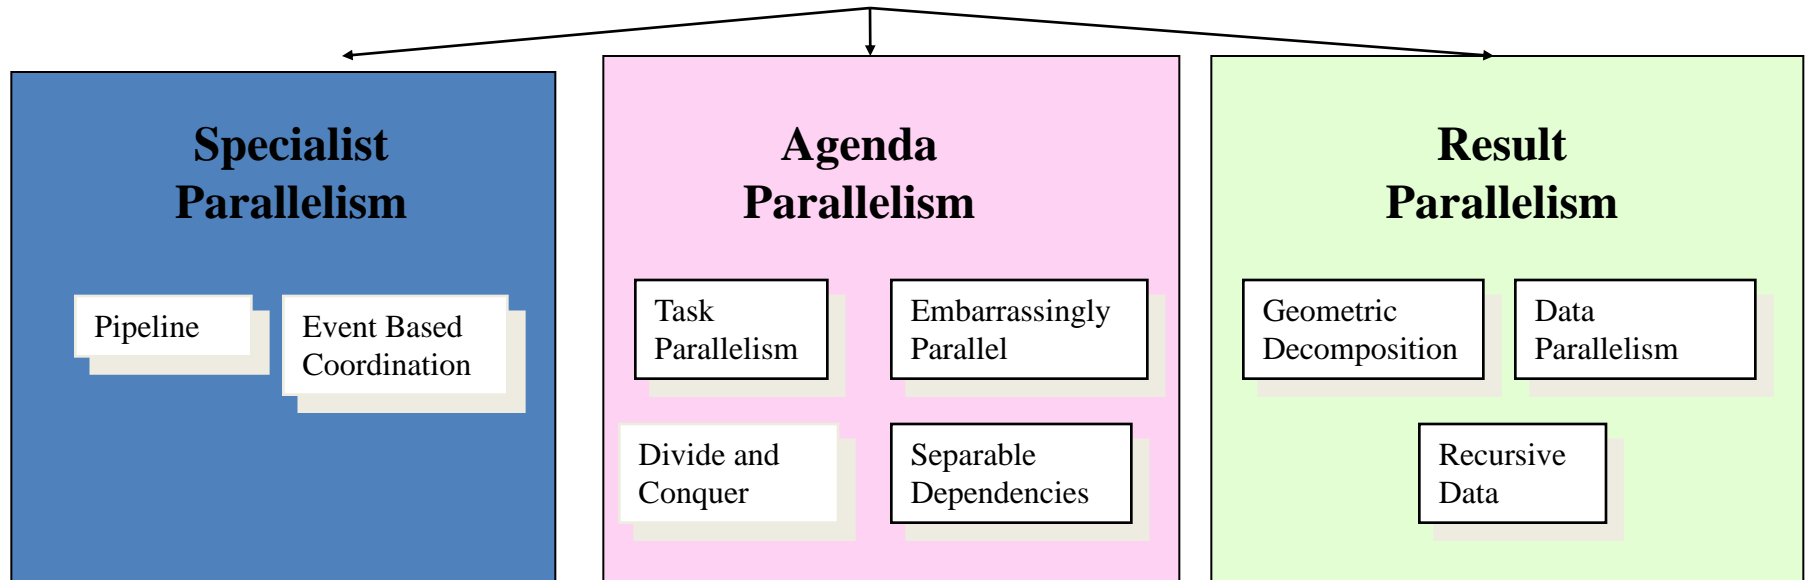 Specialist
Parallelism
Pipeline
Event Based
Coordination
Agenda
Parallelism
Task
Parallelism
Embarrassingly
Parallel
Divide and
Conquer
Separable
Dependencies
Result
Parallelism
Geometric
Decomposition
Data
Parallelism
Recursive
Data